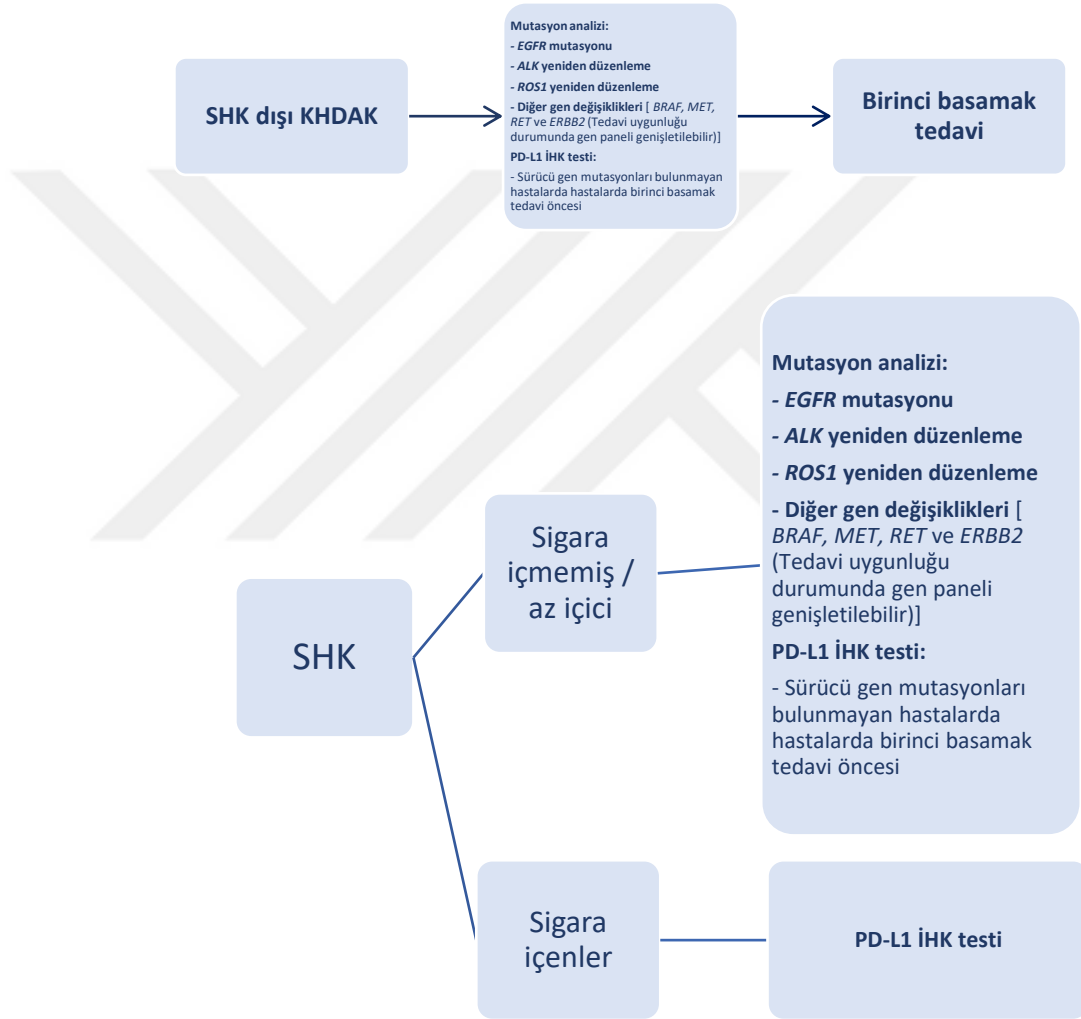 SHK dışı KHDAK
Mutasyon analizi:
- EGFR mutasyonu
- ALK yeniden düzenleme
- ROS1 yeniden düzenleme
- Diğer gen değişiklikleri [ BRAF, MET,
RET ve ERBB2 (Tedavi uygunluğu
durumunda gen paneli genişletilebilir)]
PD-L1 İHK testi:
- Sürücü gen mutasyonları bulunmayan
hastalarda hastalarda birinci basamak
tedavi öncesi
Birinci basamak
tedavi
SHK
Sigara
içmemiş /
az içici
Mutasyon analizi:
- EGFR mutasyonu
- ALK yeniden düzenleme
- ROS1 yeniden düzenleme
- Diğer gen değişiklikleri [
BRAF, MET, RET ve ERBB2
(Tedavi uygunluğu
durumunda gen paneli
genişletilebilir)]
PD-L1 İHK testi:
- Sürücü gen mutasyonları
bulunmayan hastalarda
hastalarda birinci basamak
tedavi öncesi
Sigara
içenler
PD-L1 İHK testi